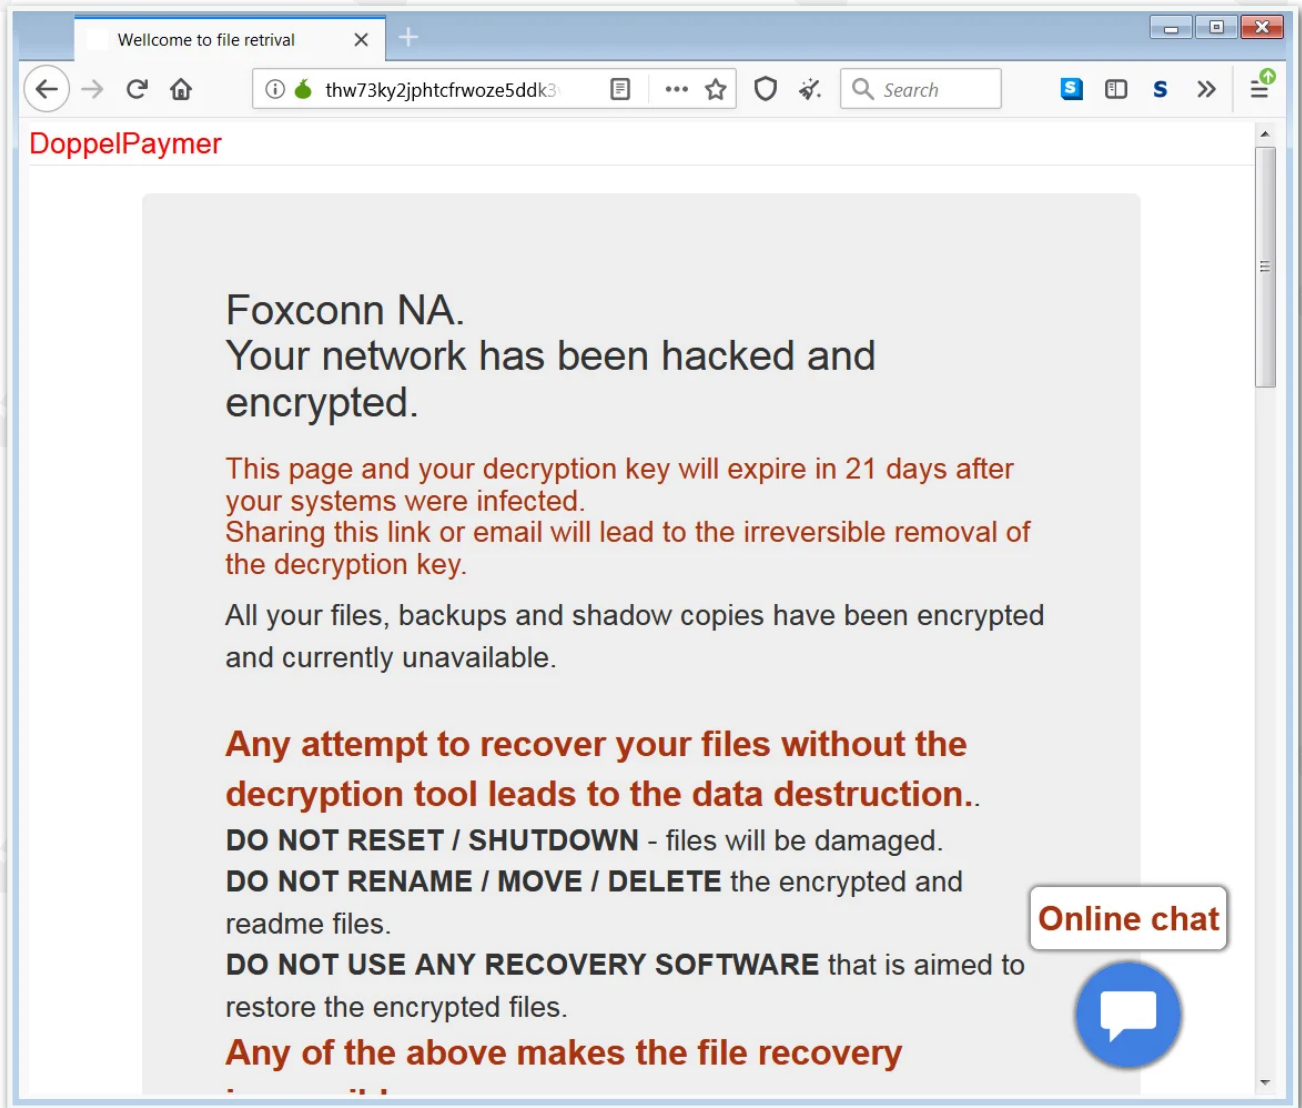 Wellcome to file retrival
thw73ky2jphtcfrwoze5ddk3
Search
DoppelPaymer
Foxconn NA.
Your network has been hacked and
encrypted.
This page and your decryption key will expire in 21 days after
your systems were infected.
Sharing this link or email will lead to the irreversible removal of
the decryption key.
All your files, backups and shadow copies have been encrypted
and currently unavailable.
Any attempt to recover your files without the
decryption tool leads to the data destruction..
DO NOT RESET / SHUTDOWN - files will be damaged.
DO NOT RENAME / MOVE / DELETE the encrypted and
readme files.
DO NOT USE ANY RECOVERY SOFTWARE that is aimed to
restore the encrypted files.
Any of the above makes the file recovery
Online chat